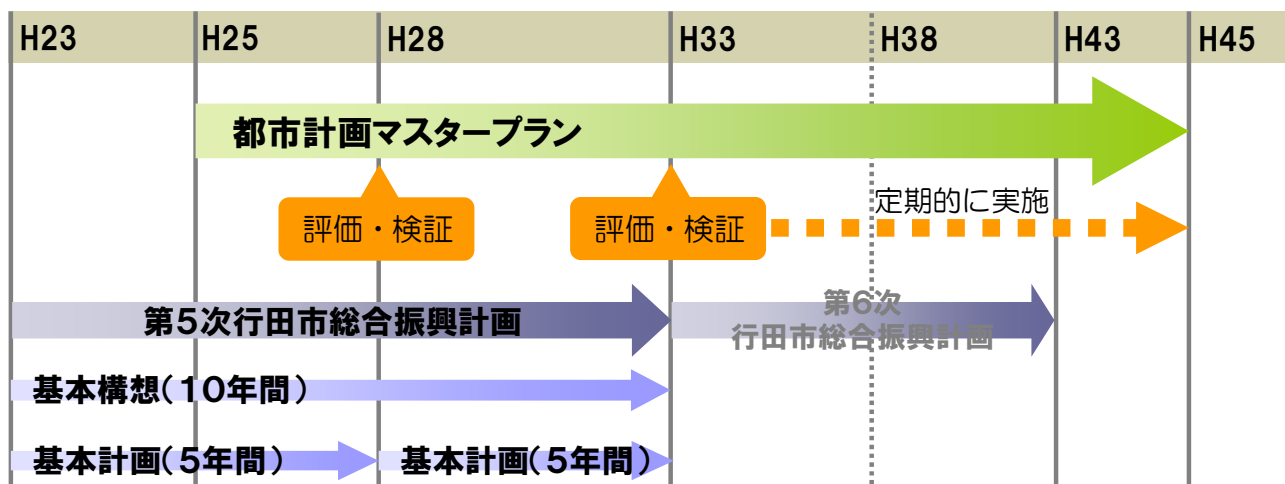 H23 H25 H28 H33 H38 H43 H45
都市計画マスタープラン
評価・検証 評価・検証
定期的に実施
第5次行田市総合振興計画
第6次
行田市総合振興計画
基本構想(10年間)
基本計画(5年間) 基本計画(5年間)